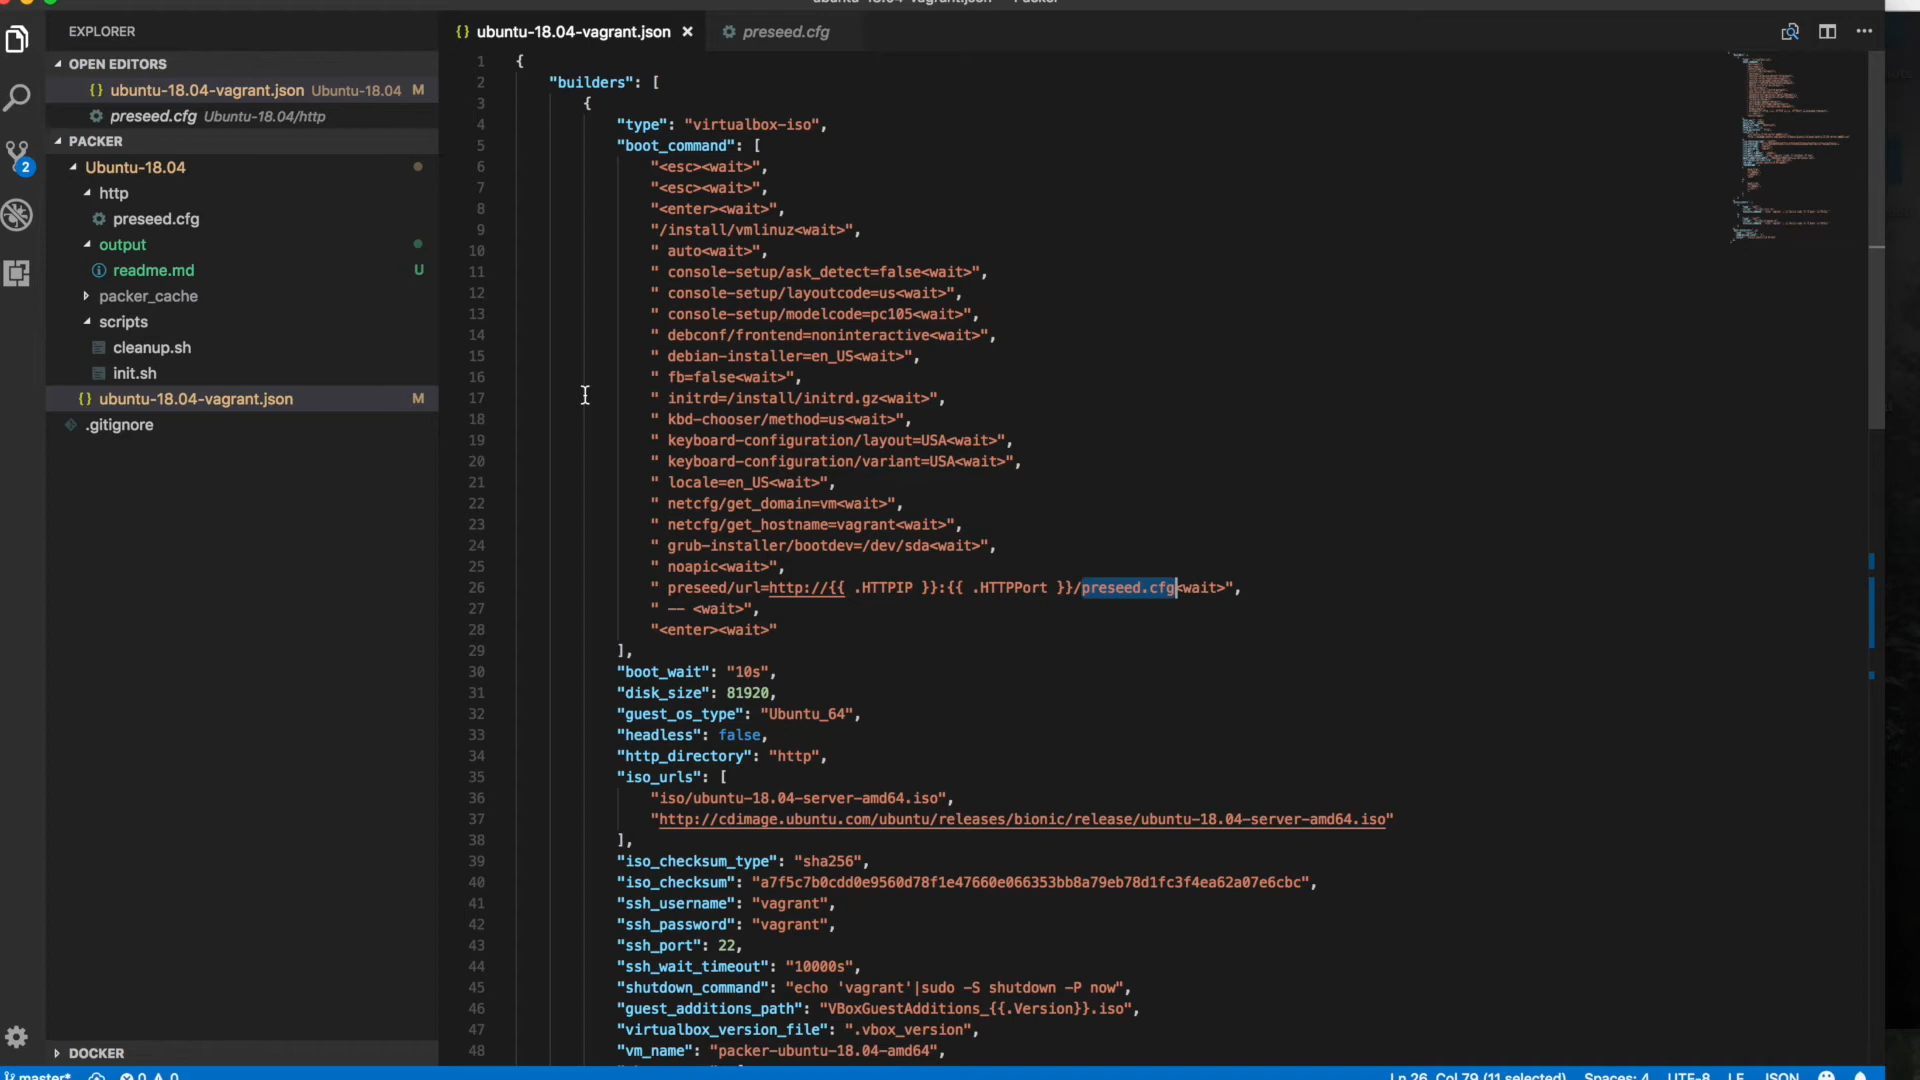 EXPLORER
OPEN EDITORS
{} ubuntu-18.04-vagrant.json Ubuntu-18.04 M
preseed.cfg Ubuntu-18.04/http
PACKER
Ubuntu-18.04
http
preseed.cfg
output
readme.md U
packer_cache
scripts
cleanup.sh
init.sh
{} ubuntu-18.04-vagrant.json M
.gitignore
DOCKER
2
{} ubuntu-18.04-vagrant.json
preseed.cfg
1 {
2 "builders": [
3 {
4 "type": "virtualbox-iso",
5 "boot_command": [
6 "<esc><wait>",
7 "<esc><wait>",
8 "<enter><wait>",
9 "/install/vmlinuz<wait>",
10 " auto<wait>",
11 " console-setup/ask_detect=false<wait>",
12 " console-setup/layoutcode=us<wait>",
13 " console-setup/modelcode=pc105<wait>",
14 " debconf/frontend=noninteractive<wait>",
15 " debian-installer=en_US<wait>",
16 " fb=false<wait>",
17 " initrd=/install/initrd.gz<wait>",
18 " kbd-chooser/method=us<wait>",
19 " keyboard-configuration/layout=USA<wait>",
20 " keyboard-configuration/variant=USA<wait>",
21 " locale=en_US<wait>",
22 " netcfg/get_domain=vm<wait>",
23 " netcfg/get_hostname=vagrant<wait>",
24 " grub-installer/bootdev=/dev/sda<wait>",
25 " noapic<wait>",
26 " preseed/url=http://{{ .HTTPIP }}:{{ .HTTPPort }}/preseed.cfg<wait>",
27 " -- <wait>",
28 "<enter><wait>"
29 ],
30 "boot_wait": "10s",
31 "disk_size": 81920,
32 "guest_os_type": "Ubuntu_64",
33 "headless": false,
34 "http_directory": "http",
35 "iso_urls": [
36 "iso/ubuntu-18.04-server-amd64.iso",
37 "http://cdimage.ubuntu.com/ubuntu/releases/bionic/release/ubuntu-18.04-server-amd64.iso"
38 ],
39 "iso_checksum_type": "sha256",
40 "iso_checksum": "a7f5c7b0cdd0e9560d78f1e47660e066353bb8a79eb78d1fc3f4ea62a07e6cbc",
41 "ssh_username": "vagrant",
42 "ssh_password": "vagrant",
43 "ssh_port": 22,
44 "ssh_wait_timeout": "10000s",
45 "shutdown_command": "echo 'vagrant'|sudo -S shutdown -P now",
46 "guest_additions_path": "VBoxGuestAdditions_{{.Version}}.iso",
47 "virtualbox_version_file": ".vbox_version",
48 "vm_name": "packer-ubuntu-18.04-amd64",
master* 0 0 Ln 26, Col 79 (11 selected) Spaces: 4 UTF-8 LF JSON